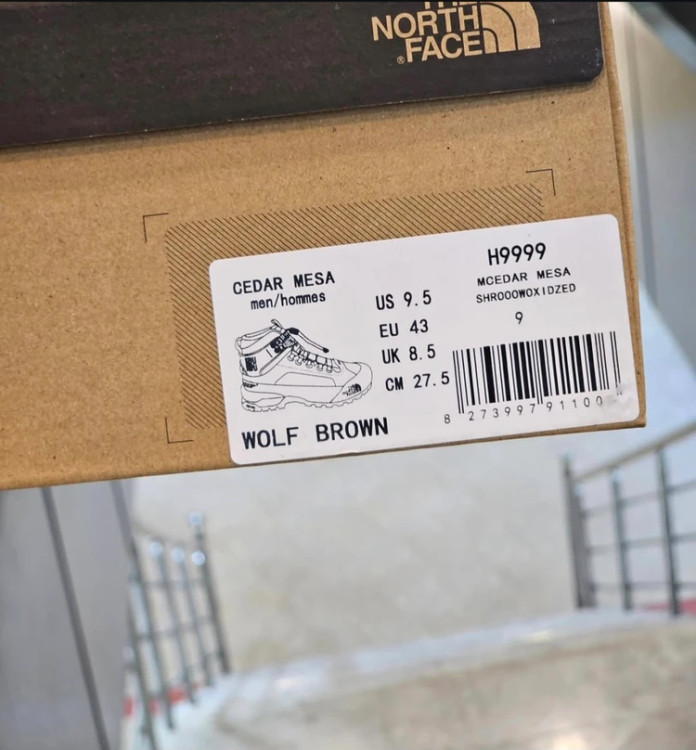 THE
NORTH
FACE
CEDAR MESA
men/hommes
US 9.5
EU 43
UK 8.5
CM 27.5
WOLF BROWN
H9999
MCEDAR MESA
SHROOOWOXIDZED
9
8 273997 91100